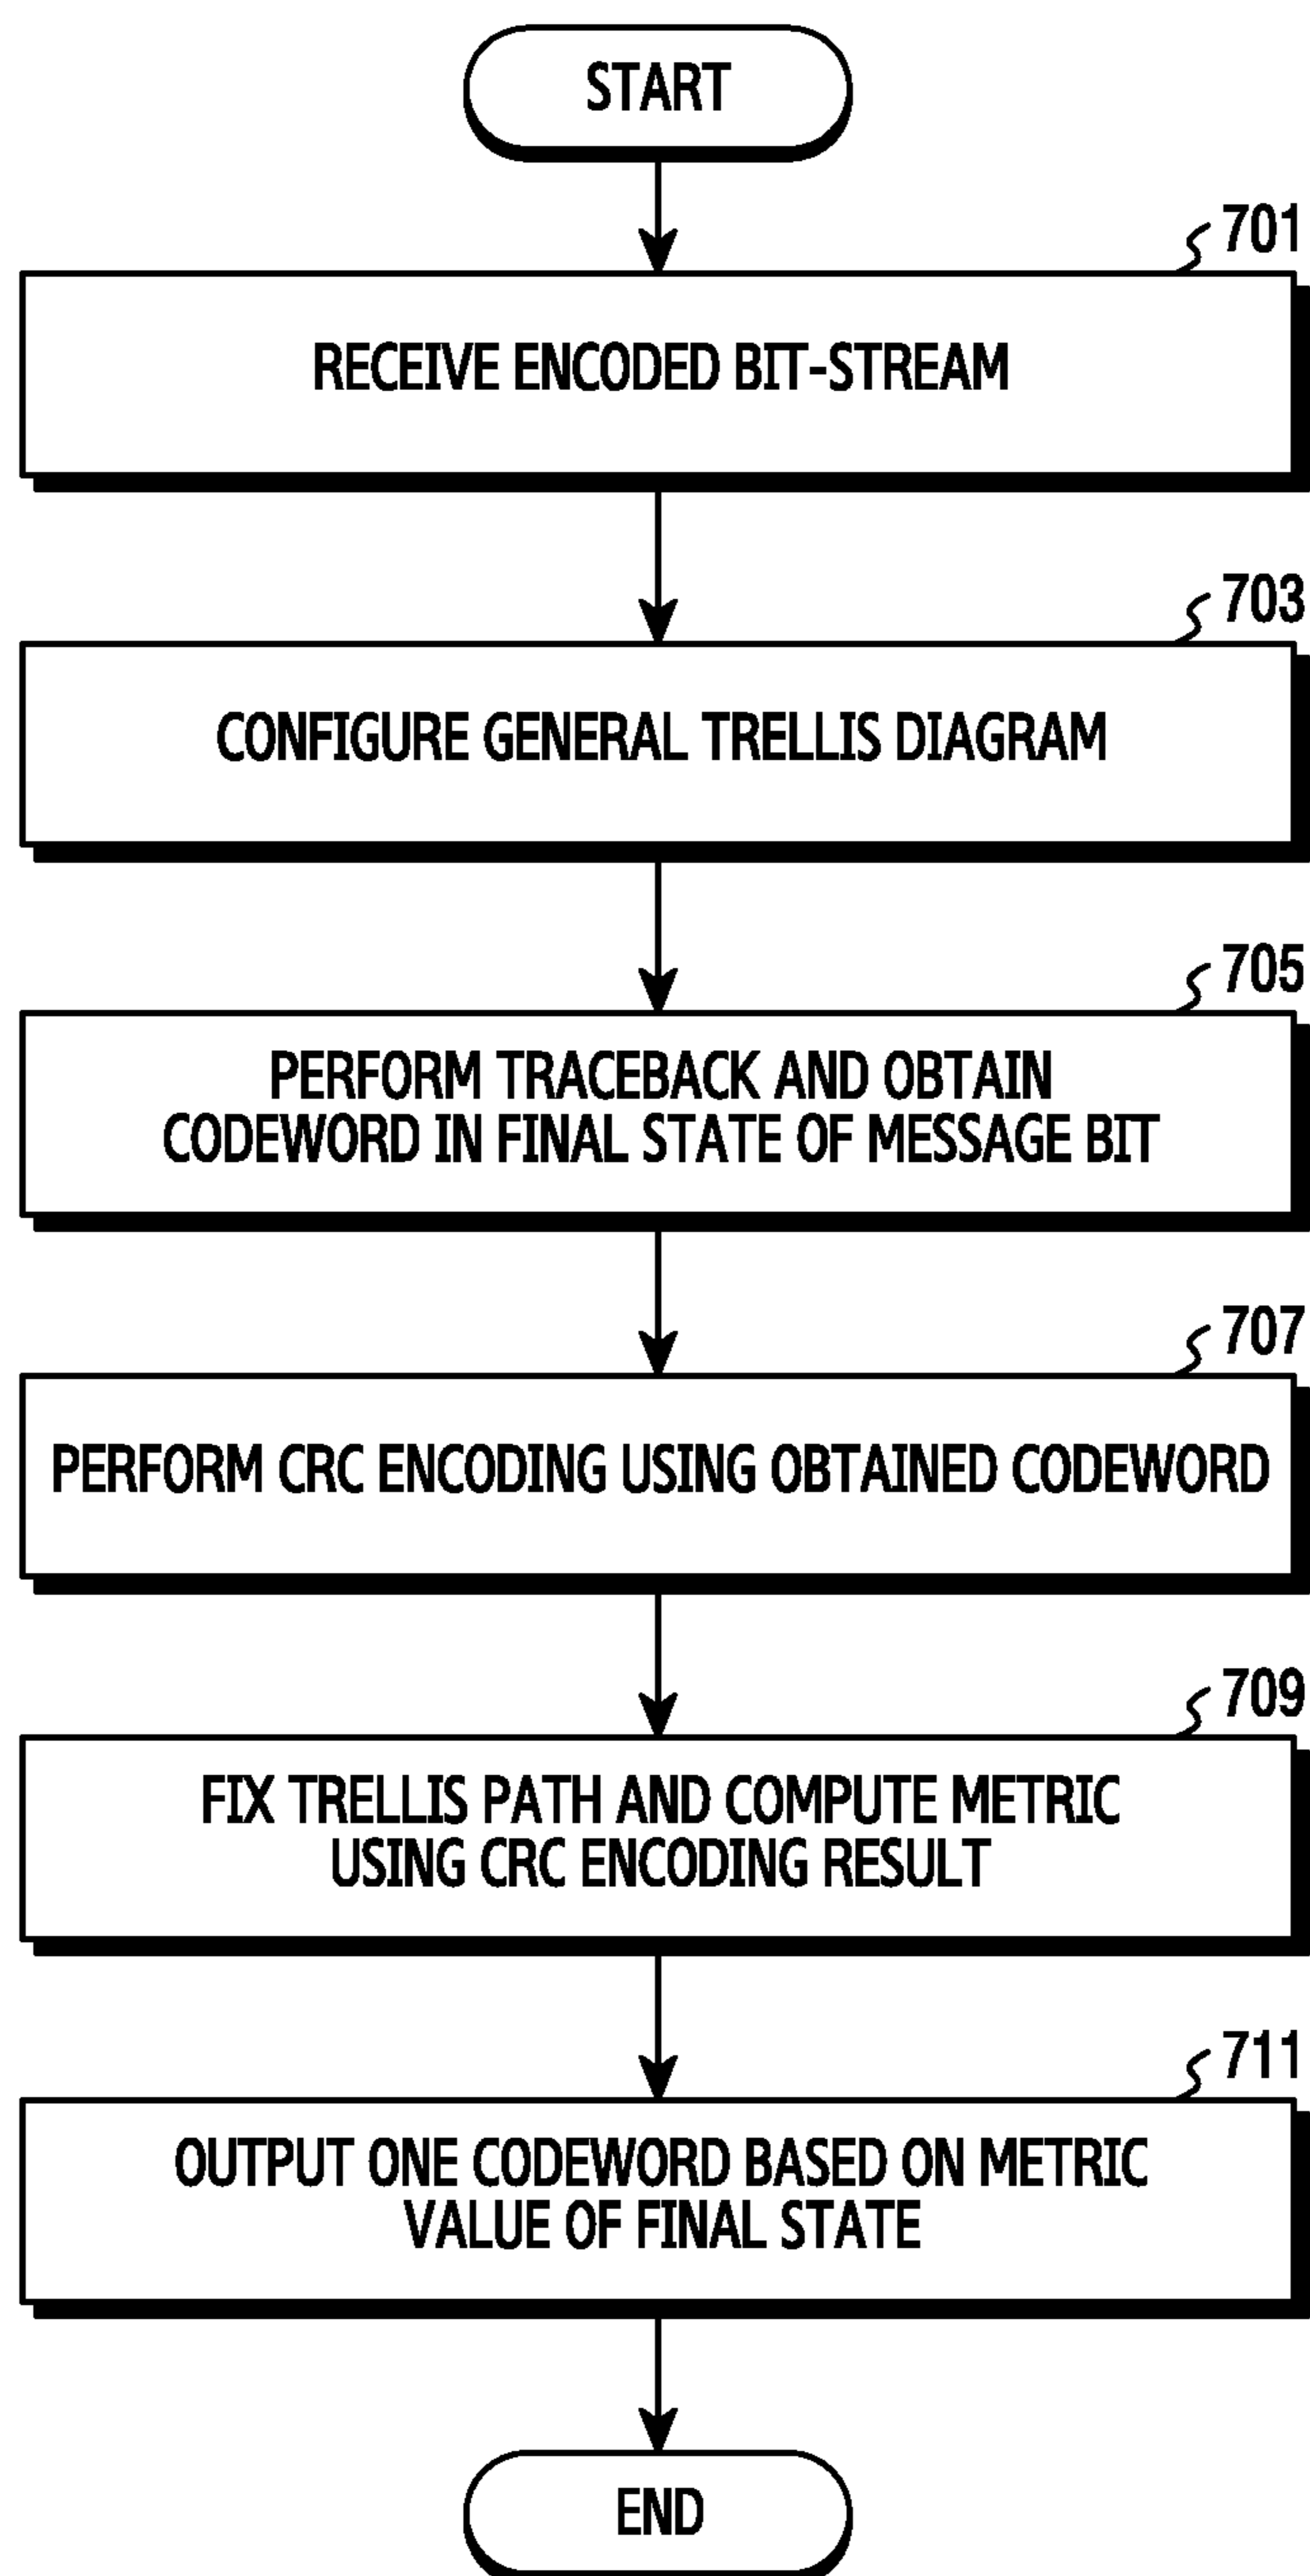 START
701
RECEIVE ENCODED BIT-STREAM
703
CONFIGURE GENERAL TRELLIS DIAGRAM
705
PERFORM TRACEBACK AND OBTAIN
CODEWORD IN FINAL STATE OF MESSAGE BIT
707
PERFORM CRC ENCODING USING OBTAINED CODEWORD
709
FIX TRELLIS PATH AND COMPUTE METRIC
USING CRC ENCODING RESULT
711
OUTPUT ONE CODEWORD BASED ON METRIC
VALUE OF FINAL STATE
END